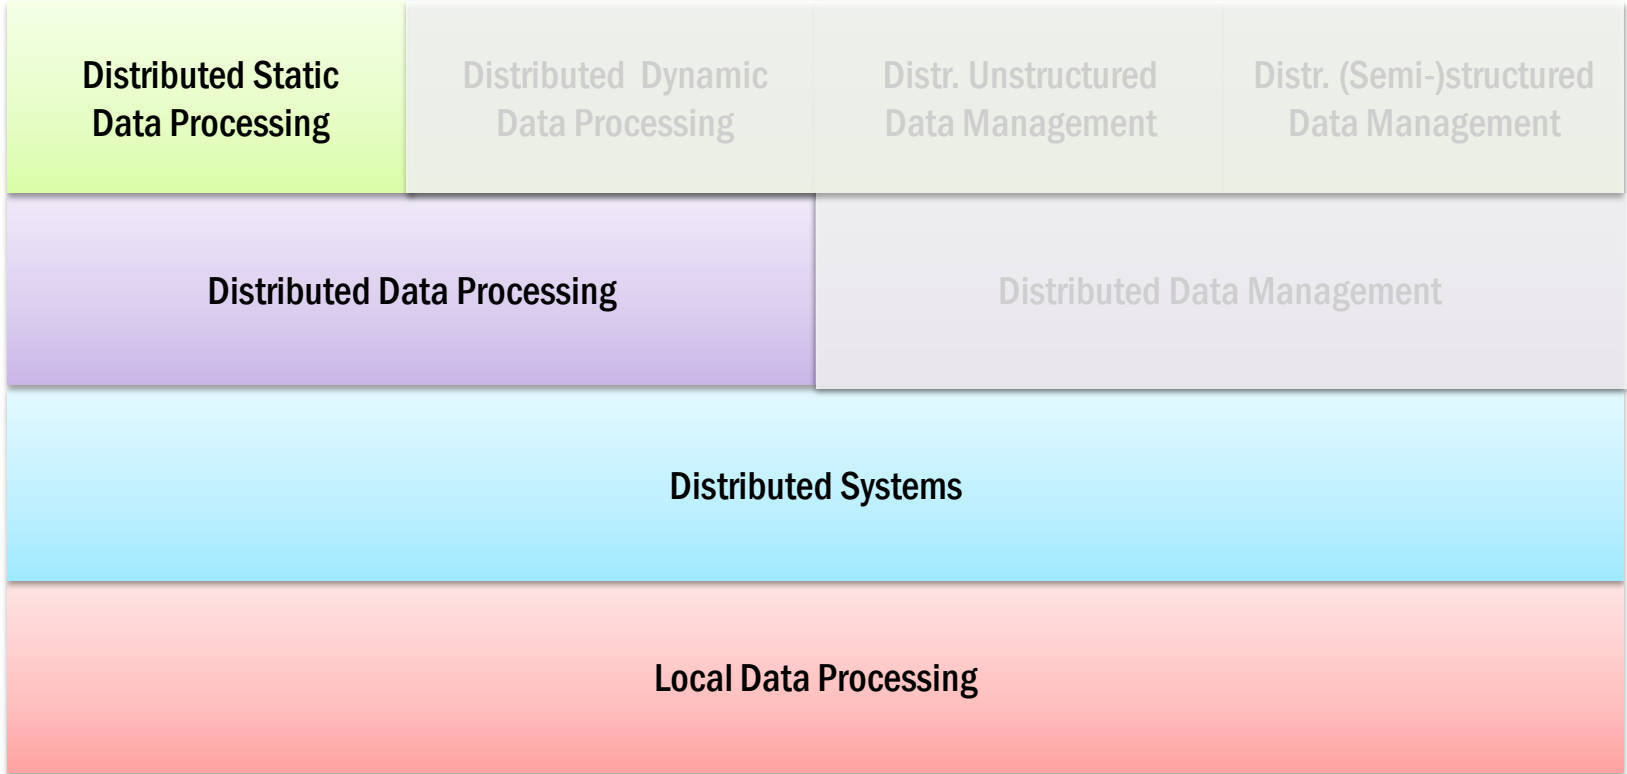 Distributed Static
Data Processing
Distributed Dynamic
Data Processing
Distr. Unstructured
Data Management
Distr. (Semi-)structured
Data Management
Distributed Data Processing
Distributed Data Management
Distributed Systems
Local Data Processing